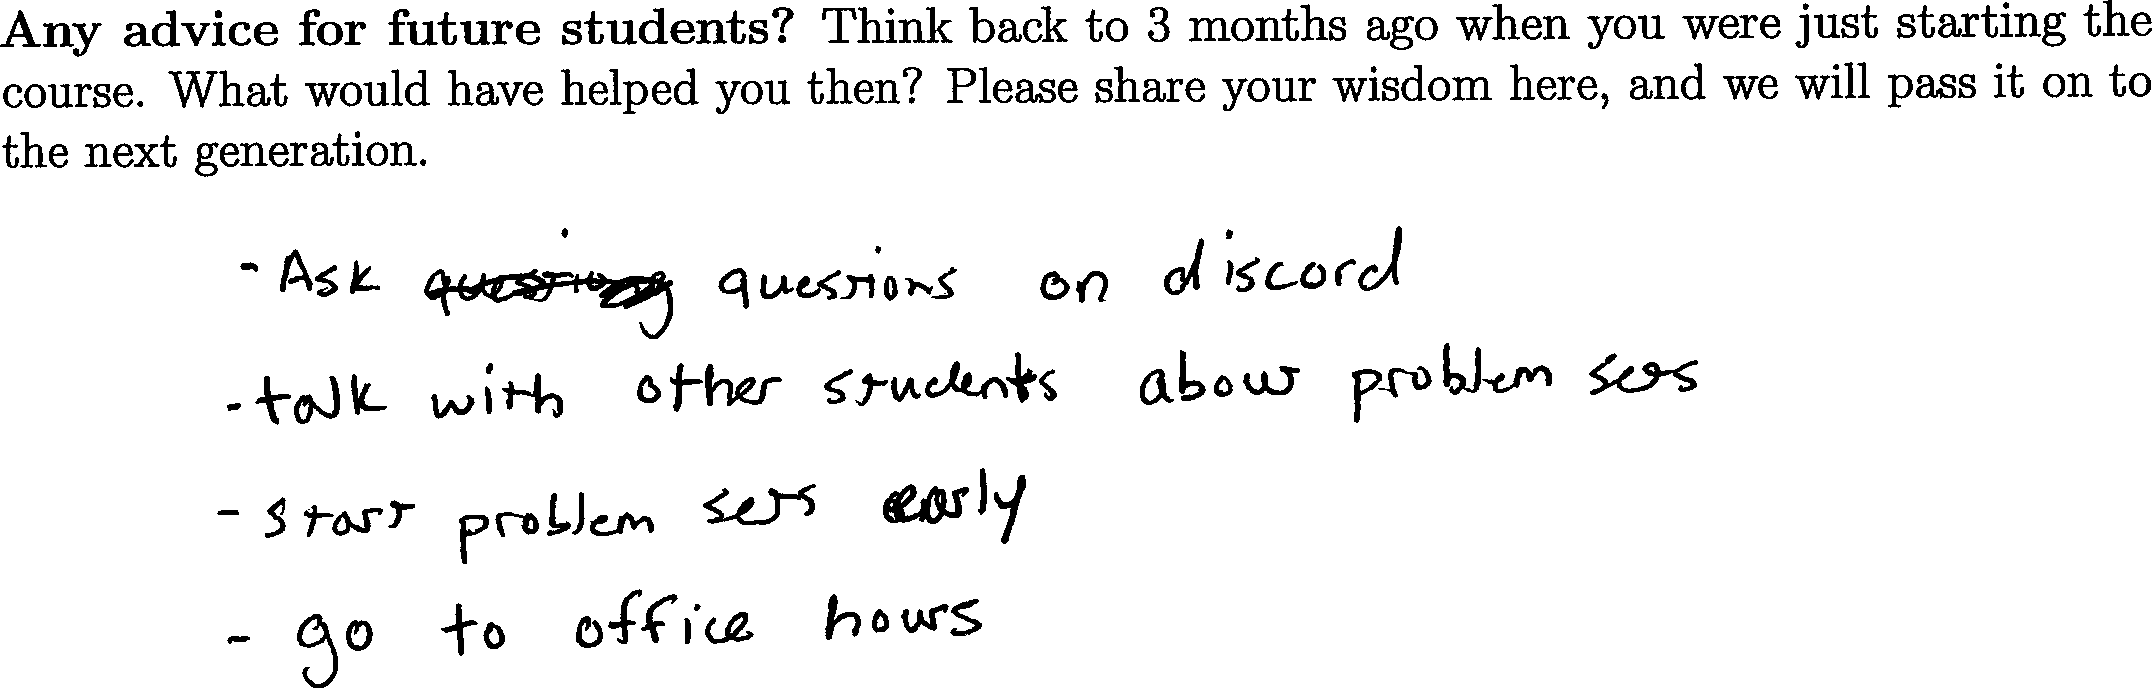 Any advice for future students? Think back to 3 months ago when you were just starting the
course. What would have helped you then? Please share your wisdom here, and we will pass it on to
the next generation.
- Ask questions on discord
- talk with other students about problem sets
- start problem sets early
- go to office hours